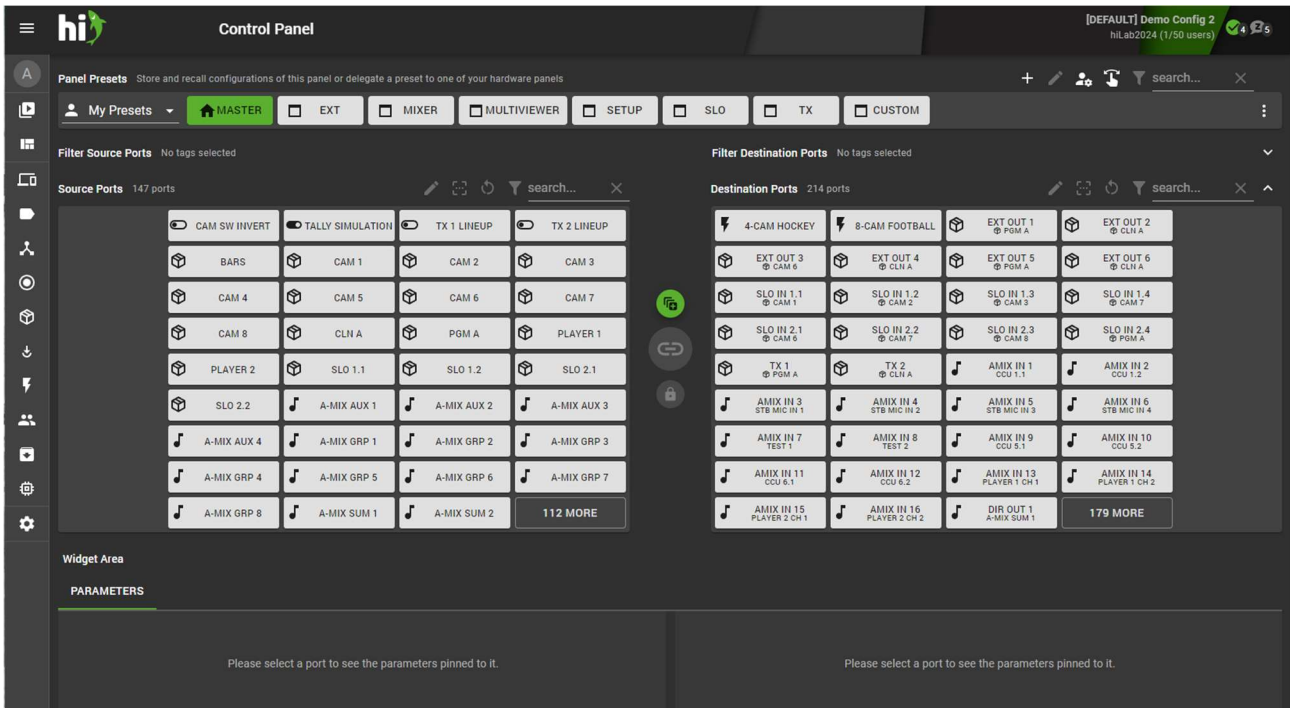 hi
Control Panel
[DEFAULT] Demo Config 2
hiLab2024 (1/50 users)
4
5
A
Panel Presets Store and recall configurations of this panel or delegate a preset to one of your hardware panels
search...
My Presets MASTER EXT MIXER MULTIVIEWER SETUP SLO TX CUSTOM
Filter Source Ports No tags selected
Filter Destination Ports No tags selected
Source Ports 147 ports search...
Destination Ports 214 ports search...
CAM SW INVERT TALLY SIMULATION TX 1 LINEUP TX 2 LINEUP
BARS CAM 1 CAM 2 CAM 3
CAM 4 CAM 5 CAM 6 CAM 7
CAM 8 CLN A PGM A PLAYER 1
PLAYER 2 SLO 1.1 SLO 1.2 SLO 2.1
SLO 2.2 A-MIX AUX 1 A-MIX AUX 2 A-MIX AUX 3
A-MIX AUX 4 A-MIX GRP 1 A-MIX GRP 2 A-MIX GRP 3
A-MIX GRP 4 A-MIX GRP 5 A-MIX GRP 6 A-MIX GRP 7
A-MIX GRP 8 A-MIX SUM 1 A-MIX SUM 2 112 MORE
4-CAM HOCKEY 8-CAM FOOTBALL EXT OUT 1 EXT OUT 2
PGM A CLN A
EXT OUT 3 EXT OUT 4 EXT OUT 5 EXT OUT 6
CAM 6 CLN A PGM A CLN A
SLO IN 1.1 SLO IN 1.2 SLO IN 1.3 SLO IN 1.4
CAM 1 CAM 2 CAM 3 CAM 7
SLO IN 2.1 SLO IN 2.2 SLO IN 2.3 SLO IN 2.4
CAM 6 CAM 7 CAM 8 PGM A
TX 1 TX 2 AMIX IN 1 AMIX IN 2
PGM A CLN A CCU 1.1 CCU 1.2
AMIX IN 3 AMIX IN 4 AMIX IN 5 AMIX IN 6
STB MIC IN 1 STB MIC IN 2 STB MIC IN 3 STB MIC IN 4
AMIX IN 7 AMIX IN 8 AMIX IN 9 AMIX IN 10
TEST 1 TEST 2 CCU 5.1 CCU 5.2
AMIX IN 11 AMIX IN 12 AMIX IN 13 AMIX IN 14
CCU 6.1 CCU 6.2 PLAYER 1 CH 1 PLAYER 1 CH 2
AMIX IN 15 AMIX IN 16 DIR OUT 1 179 MORE
PLAYER 2 CH 1 PLAYER 2 CH 2 A-MIX SUM 1
Widget Area
PARAMETERS
Please select a port to see the parameters pinned to it.
Please select a port to see the parameters pinned to it.